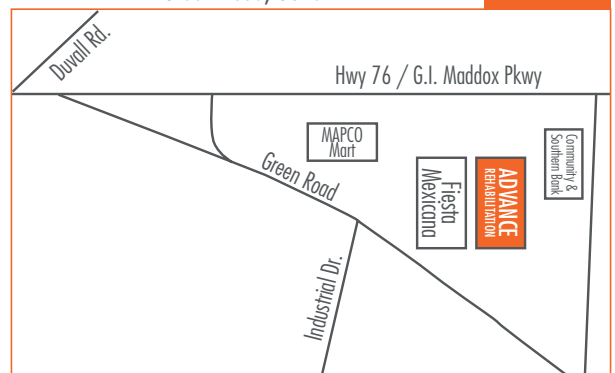 Duvall Rd.
Hwy 76 / G.I. Maddox Pkwy
MAPCO
Mart
Community &
Southern Bank
Green Road
Fiesta
Mexicana
ADVANCE
REHABILITATION
Industrial Dr.